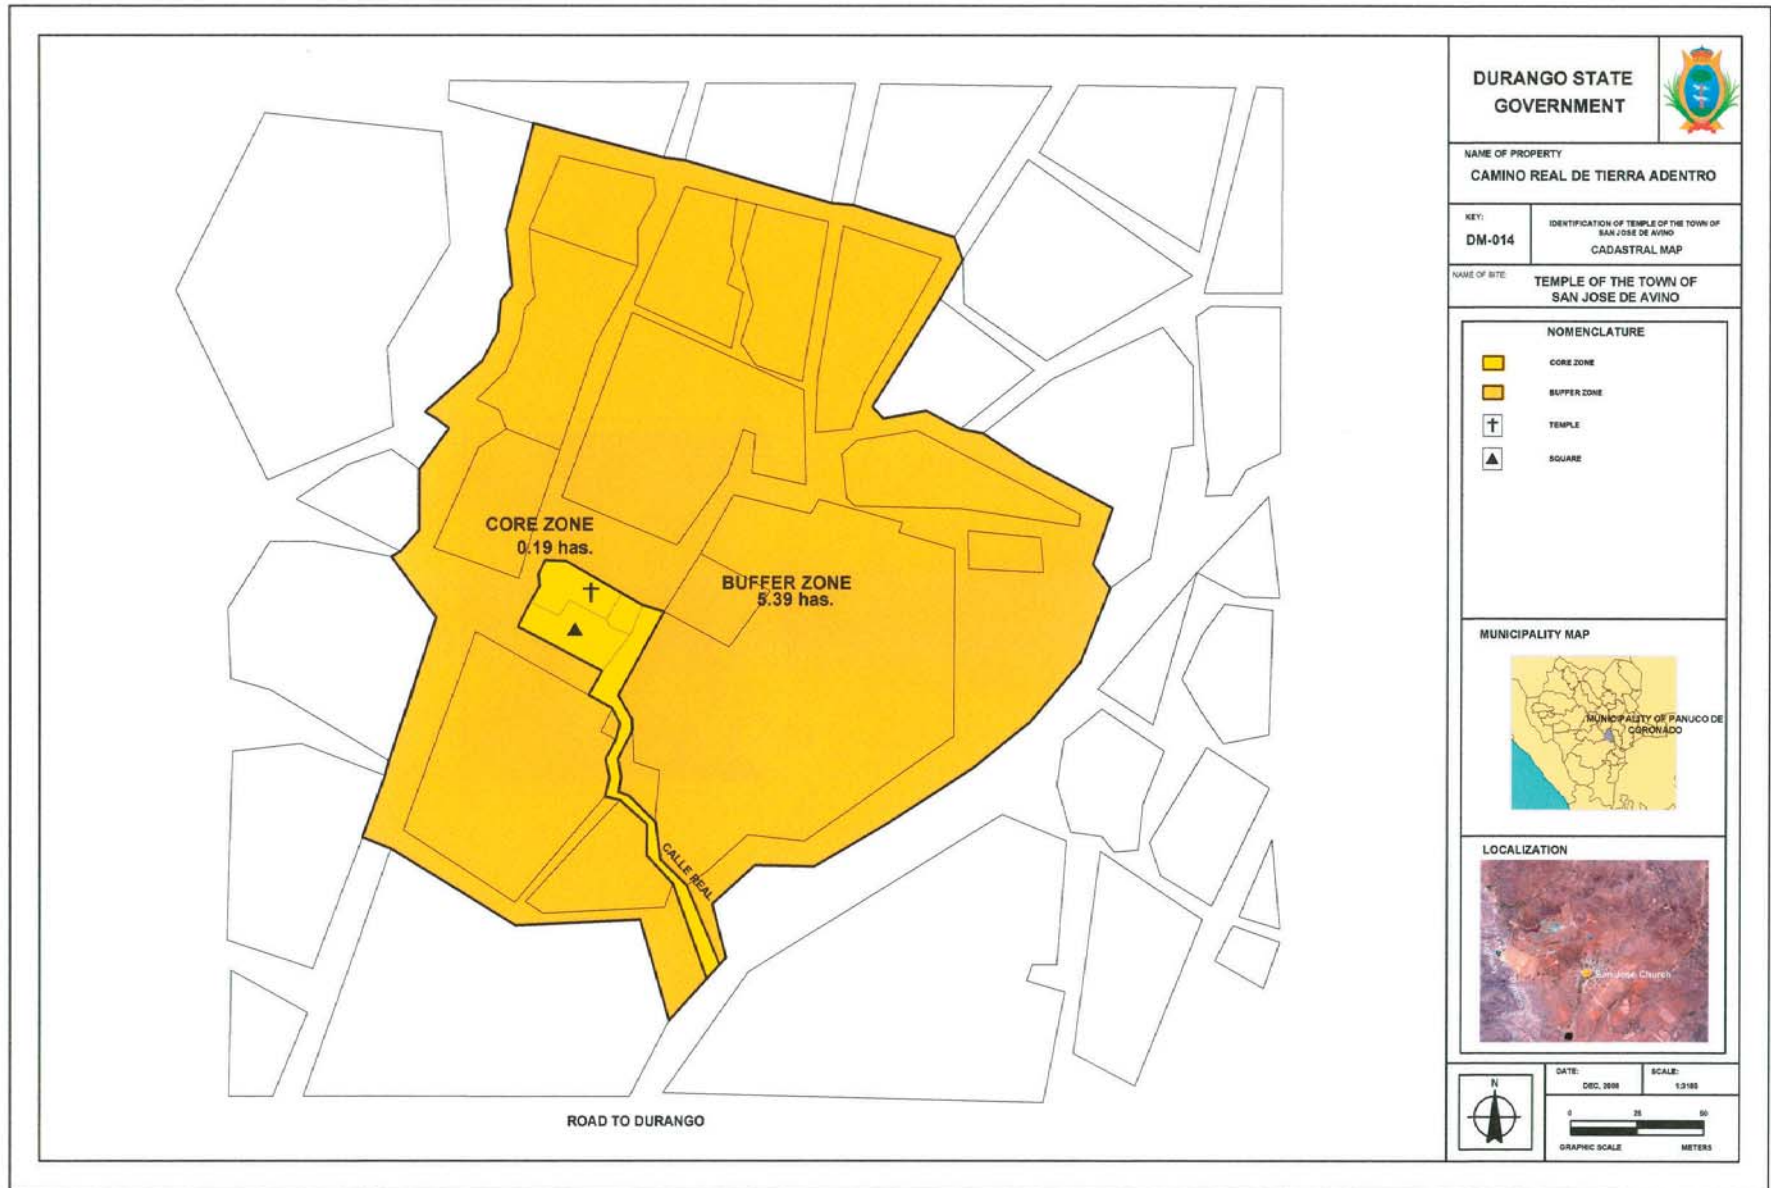 DURANGO STATE
GOVERNMENT
NAME OF PROPERTY
CAMINO REAL DE TIERRA ADENTRO
KEY:
DM-014
IDENTIFICATION OF TEMPLE OF THE TOWN OF
SAN JOSE DE AVINO
CADASTRAL MAP
NAME OF SITE:
TEMPLE OF THE TOWN OF
SAN JOSE DE AVINO
NOMENCLATURE
CORE ZONE
BUFFER ZONE
TEMPLE
SQUARE
CORE ZONE
0.19 has.
BUFFER ZONE
5.39 has.
CALLE REAL
ROAD TO DURANGO
MUNICIPALITY MAP
MUNICIPALITY OF PANUCO DE
CORONADO
LOCALIZATION
San Jose Church
N
DATE:
DEC,
SCALE:
0 25 50
GRAPHIC SCALE METERS